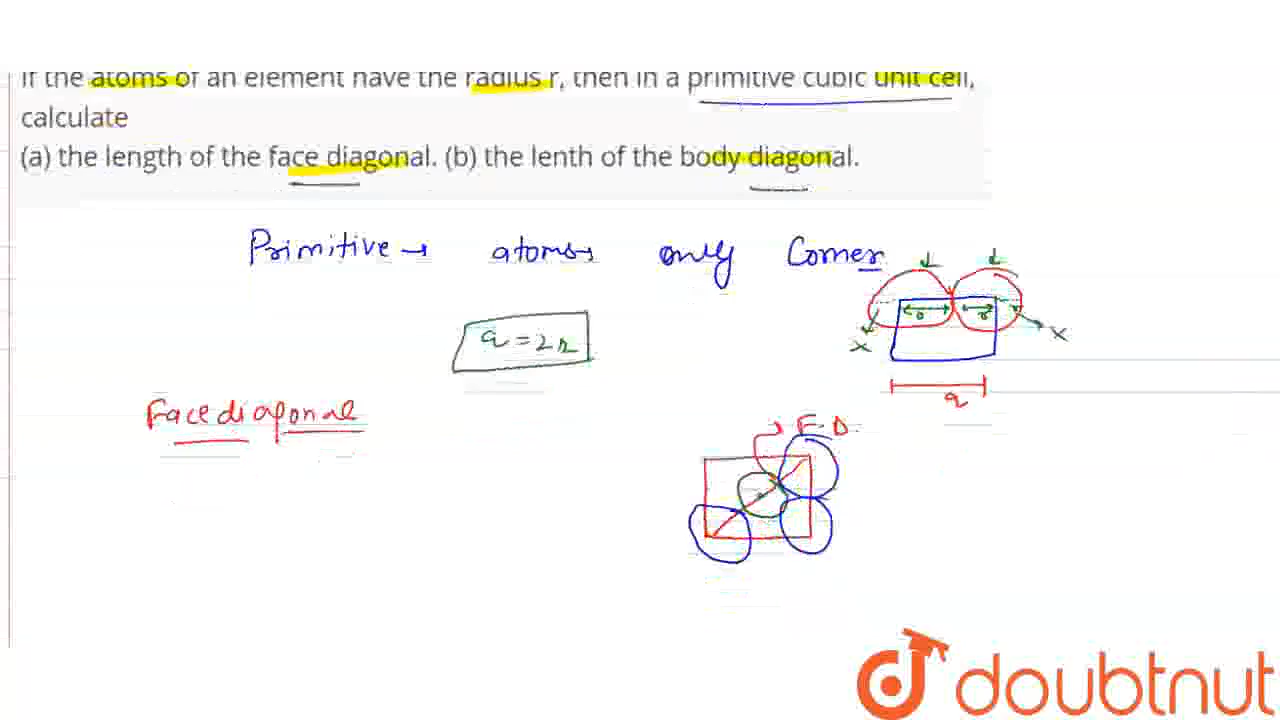 If the atoms of an element have the radius r, then in a primitive cubic unit cell,
calculate
(a) the length of the face diagonal. (b) the lenth of the body diagonal.
Primitive → atoms only Corner
r r
x x
a = 2r
a
Face diagonal
F.D.
doubtnut